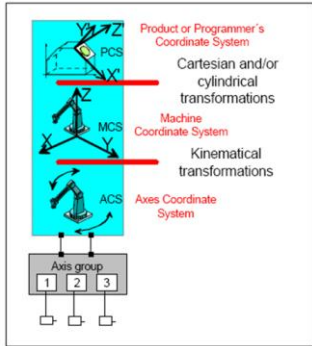 Y' Z'
Product or Programmer`s
Coordinate System
PCS
X'
Cartesian and/or
cylindrical
transformations
Z
Machine
Coordinate System
MCS
X
Y
Kinematical
transformations
ACS
Axes Coordinate
System
Axis group
1 2 3